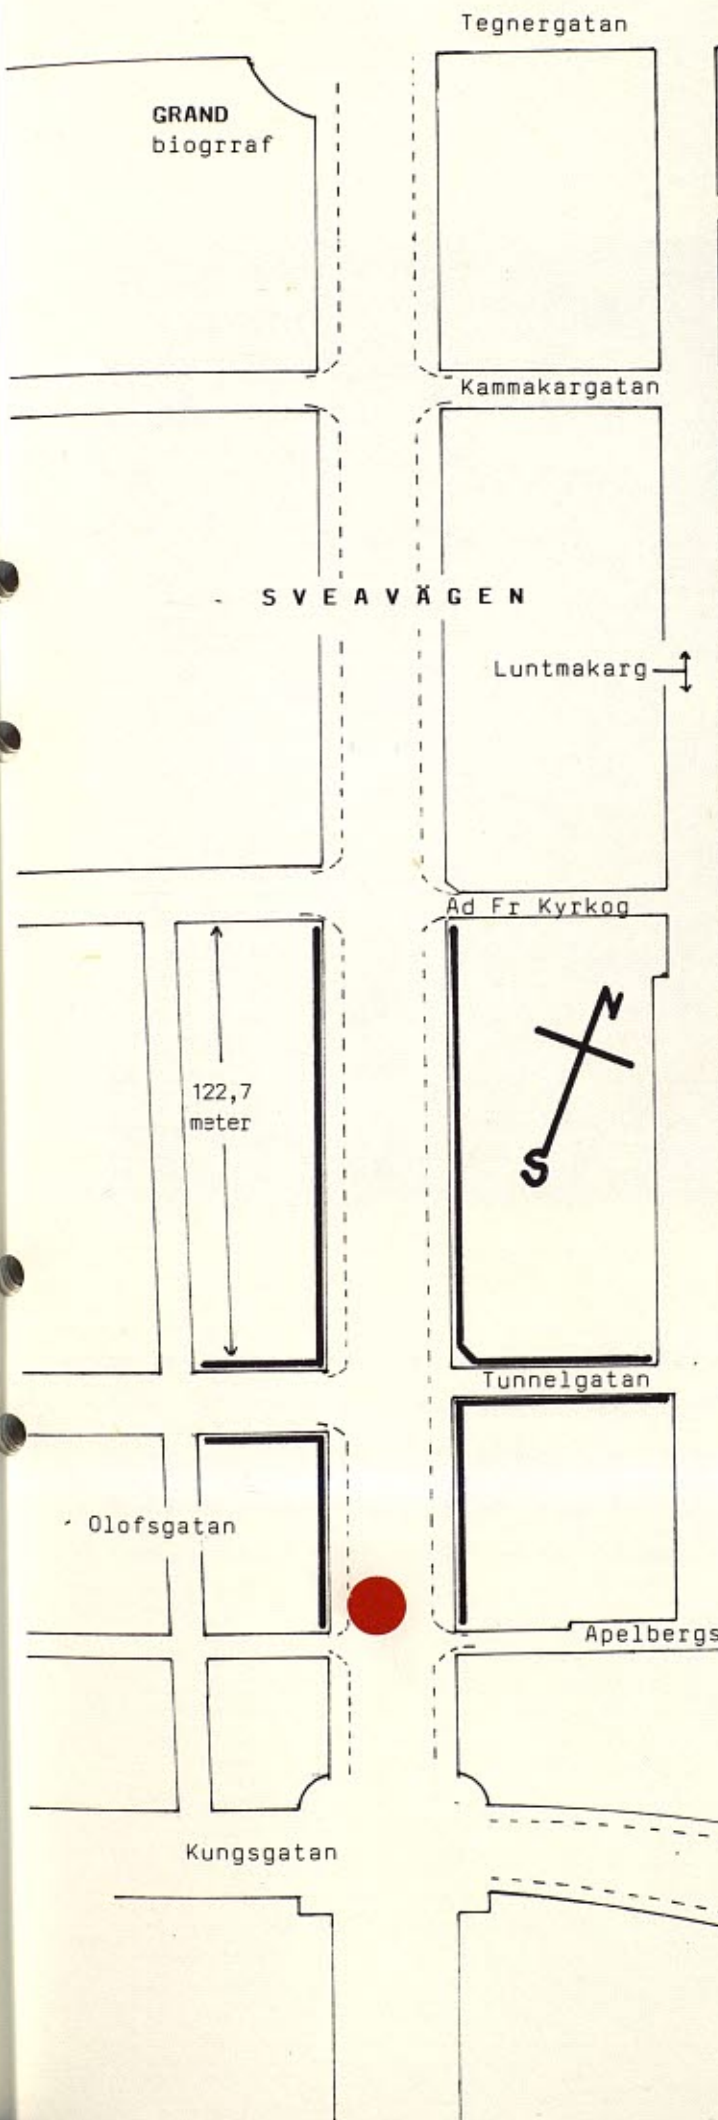 Tegnergatan
GRAND
biogrraf
Kammakargatan
SVEAVÄGEN
Luntmakarg
Ad Fr Kyrkog
N
S
122,7
meter
Tunnelgatan
Olofsgatan
Apelbergs
Kungsgatan